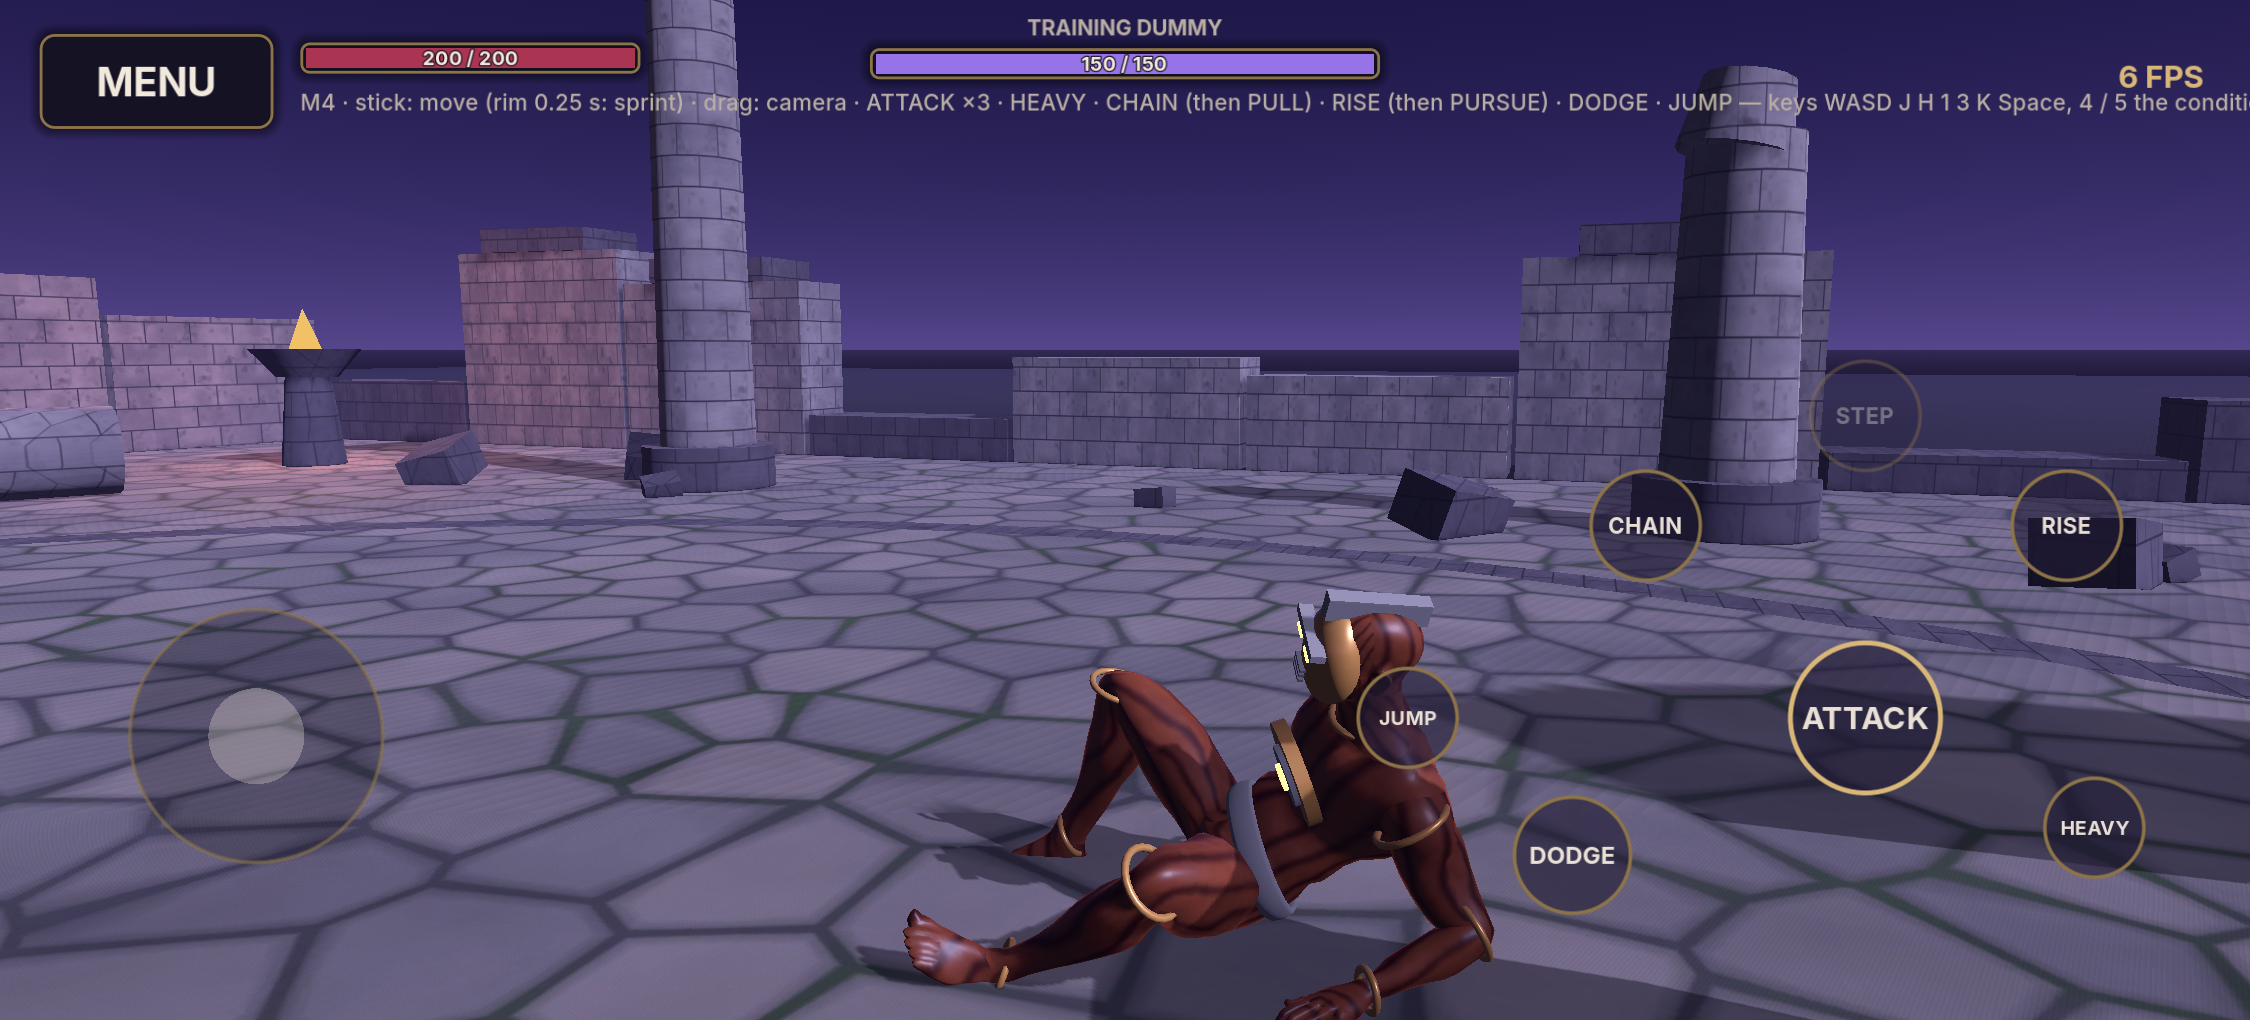 TRAINING DUMMY
MENU
200 / 200
150 / 150
6 FPS
M4 · stick: move (rim 0.25 s: sprint) · drag: camera · ATTACK ×3 · HEAVY · CHAIN (then PULL) · RISE (then PURSUE) · DODGE · JUMP — keys WASD J H 1 3 K Space, 4 / 5 the conditi
STEP
CHAIN
RISE
JUMP
ATTACK
HEAVY
DODGE